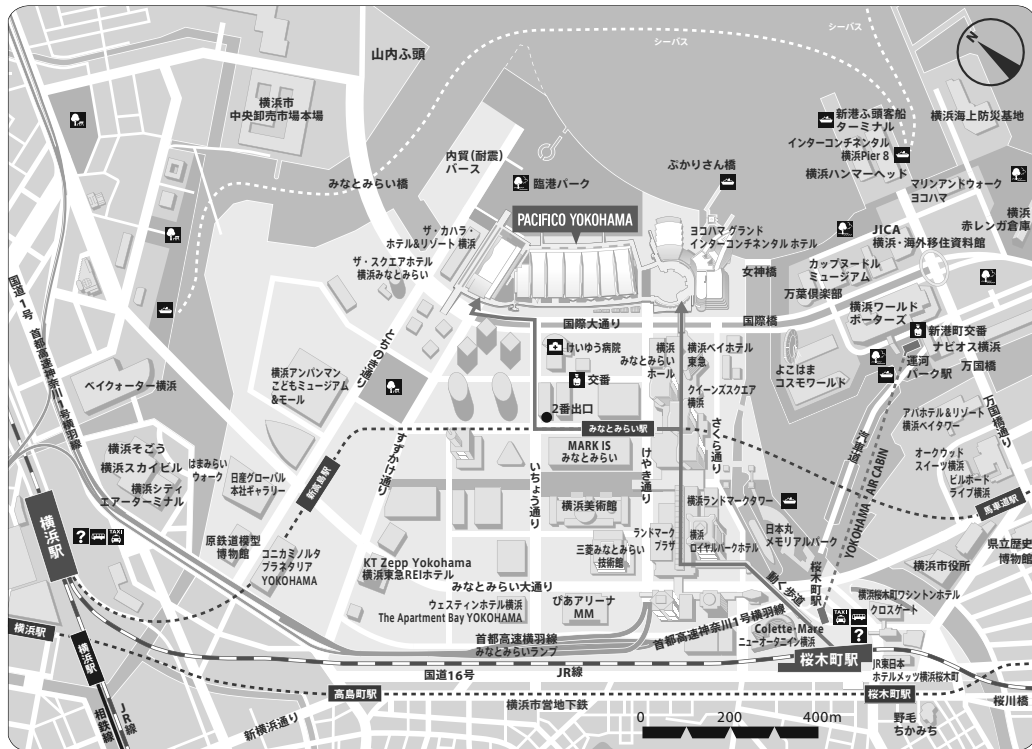 山内ふ頭
シーバス
シーバス
N
横浜市
中央卸売市場本場
新港ふ頭客船
ターミナル
横浜海上防災基地
インターコンチネンタル
横浜Pier 8
横浜ハンマーヘッド
内貿(耐震)
バース
ぷかりさん橋
みなとみらい橋
臨港パーク
マリンアンドウォーク
ヨコハマ
横浜
赤レンガ倉庫
PACIFICO YOKOHAMA
ザ・カハラ・
ホテル&リゾート 横浜
ヨコハマ グランド
インターコンチネンタル ホテル
JICA
横浜・海外移住資料館
ザ・スクエアホテル
横浜みなとみらい
女神橋
カップヌードル
ミュージアム
万葉倶楽部
国道1号
首都高速神奈川1号横羽線
国際大通り
国際橋
横浜ワールド
ポーターズ
新港町交番
ナビオス横浜
とちのき通り
けいゆう病院
横浜
みなとみらい
ホール
横浜ベイホテル
東急
よこはま
コスモワールド
運河
パーク駅
万国橋
ベイクォーター横浜
横浜アンパンマン
こどもミュージアム
&モール
交番
クイーンズスクエア
横浜
2番出口
万国橋通り
アパホテル&リゾート
横浜ベイタワー
みなとみらい駅
さくら通り
汽車道
横浜そごう
横浜スカイビル
横浜シティ
エアーターミナル
はまみらい
ウォーク
日産グローバル
本社ギャラリー
新高島駅
すずかけ通り
MARK IS
みなとみらい
いちょう通り
けやき通り
オークウッド
スイーツ横浜
ビルボード
ライブ横浜
YOKOHAMA AIR CABIN
横浜美術館
横浜ランドマークタワー
馬車道駅
横浜駅
?
TAXI
原鉄道模型
博物館
コニカミノルタ
プラネタリア
YOKOHAMA
KT Zepp Yokohama
横浜東急REIホテル
三菱みなとみらい
技術館
ランドマーク
プラザ
横浜
ロイヤルパークホテル
日本丸
メモリアルパーク
県立歴史
博物館
横浜市役所
桜木町駅
動く歩道
みなとみらい大通り
横浜桜木町ワシントンホテル
クロスゲート
ウェスティンホテル横浜
The Apartment Bay YOKOHAMA
ぴあアリーナ
MM
TAXI
?
横浜駅
横浜駅
首都高速横羽線
みなとみらいランプ
首都高速神奈川1号横羽線
Colette・Mare
ニューオータニイン横浜
桜木町駅
JR東日本
ホテルメッツ横浜桜木町
国道16号
JR線
高島町駅
桜木町駅
桜川橋
横浜市営地下鉄
JR線
相鉄線
新横浜通り
0
200
400m
野毛
ちかみち